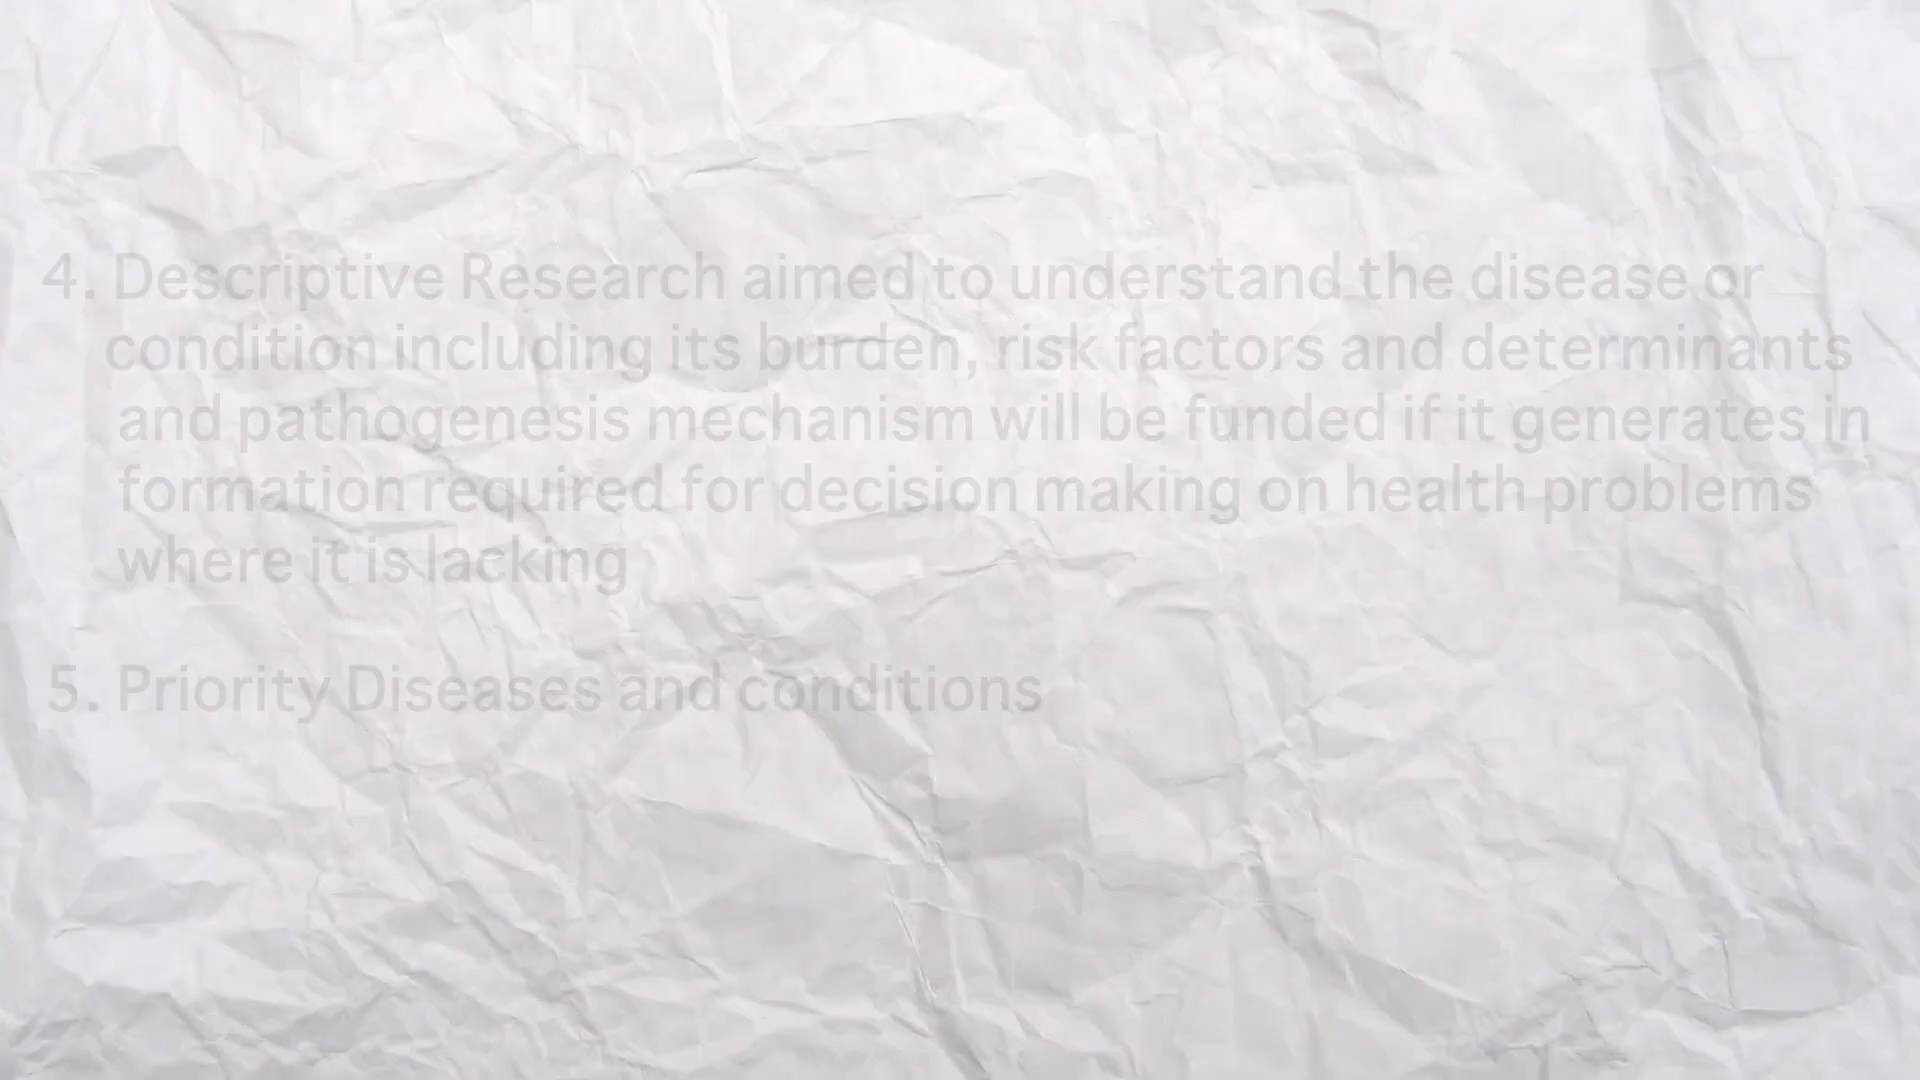 4. Descriptive Research aimed to understand the disease or
condition including its burden, risk factors and determinants
and pathogenesis mechanism will be funded if it generates in
formation required for decision making on health problems
where it is lacking
5. Priority Diseases and conditions